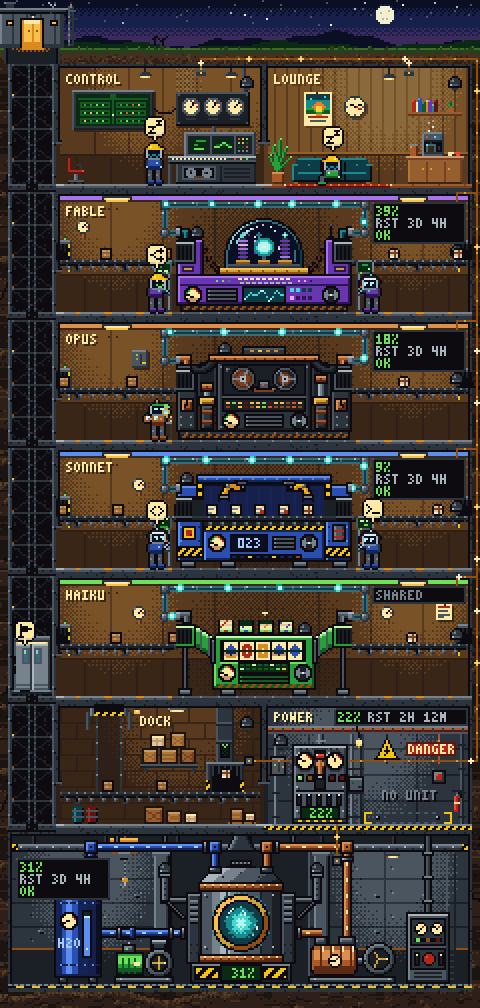 CONTROL
LOUNGE
FABLE
39%
RST 3D 4H
OK
OPUS
18%
RST 3D 4H
OK
SONNET
9%
RST 3D 4H
OK
023
HAIKU
SHARED
DOCK
POWER
22% RST 2H 12M
DANGER
NO UNIT
22%
31%
RST 3D 4H
OK
H2O
31%